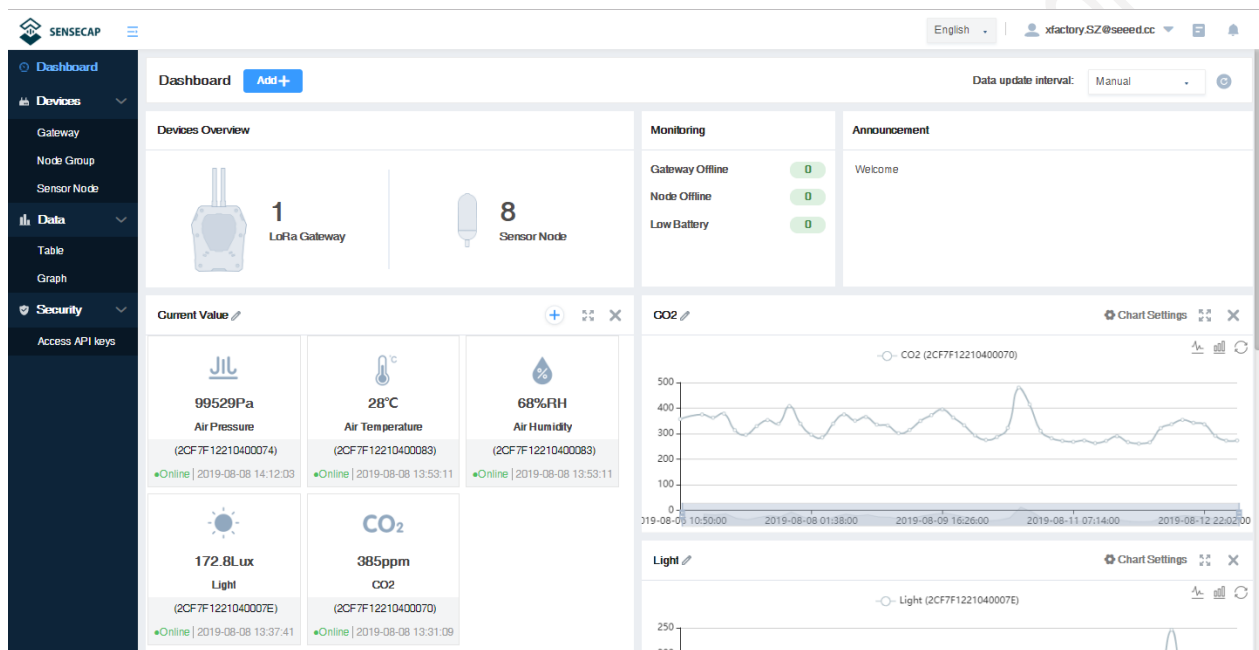 SENSECAP
English
xfactory.SZ@seeed.cc
Dashboard
Devices
Gateway
Node Group
Sensor Node
Data
Table
Graph
Security
Access API keys
Dashboard
Add+
Data update interval:
Manual
Devices Overview
1
LoRa Gateway
8
Sensor Node
Monitoring
Gateway Offline 0
Node Offline 0
Low Battery 0
Announcement
Welcome
Current Value
°C
99529Pa
Air Pressure
(2CF7F12210400074)
Online | 2019-08-08 14:12:03
28°C
Air Temperature
(2CF7F12210400083)
Online | 2019-08-08 13:53:11
%
68%RH
Air Humidity
(2CF7F12210400083)
Online | 2019-08-08 13:53:11
172.8Lux
Light
(2CF7F1221040007E)
Online | 2019-08-08 13:37:41
CO2
385ppm
CO2
(2CF7F12210400070)
Online | 2019-08-08 13:31:09
CO2
Chart Settings
CO2 (2CF7F12210400070)
500
400
300
200
100
0
019-08-06 10:50:00 2019-08-08 01:38:00 2019-08-09 16:26:00 2019-08-11 07:14:00 2019-08-12 22:02:00
Light
Chart Settings
Light (2CF7F1221040007E)
250